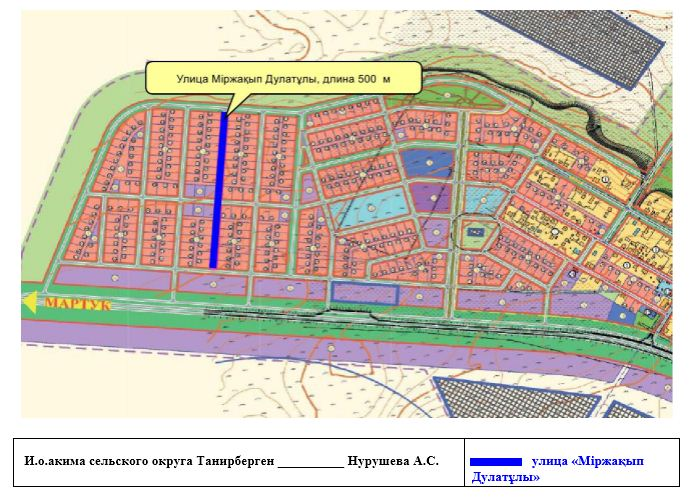 Улица Міржақып Дулатұлы, длина 500 м
МАРТУК
И.о.акима сельского округа Танирберген __________ Нурушева А.С.
улица «Міржақып
Дулатұлы»